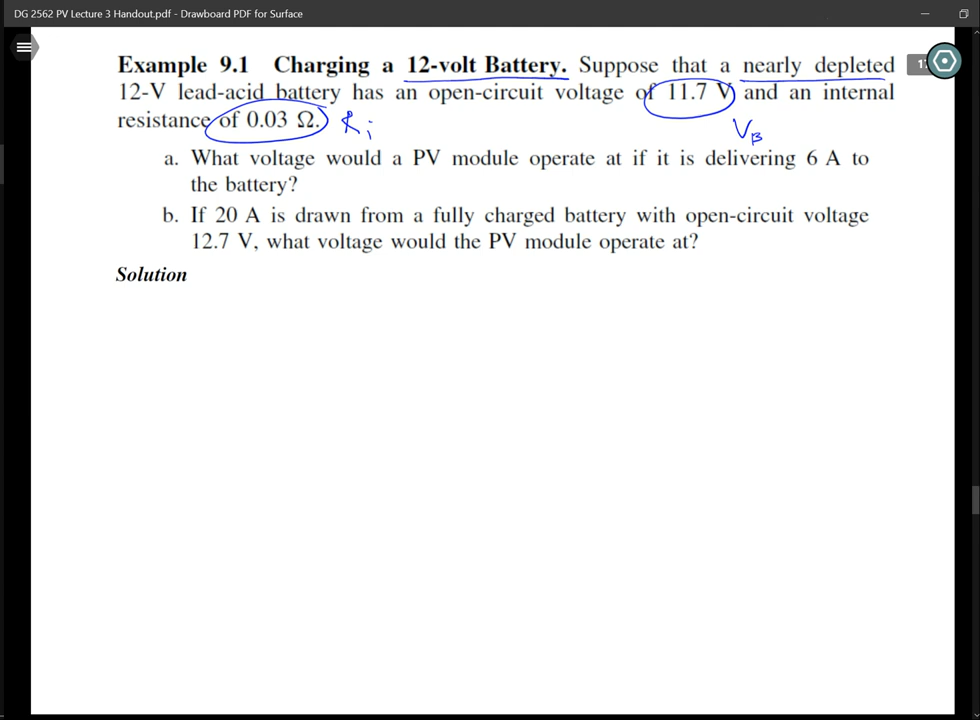 DG 2562 PV Lecture 3 Handout.pdf - Drawboard PDF for Surface
Example 9.1 Charging a 12-volt Battery. Suppose that a nearly depleted
12-V lead-acid battery has an open-circuit voltage of 11.7 V and an internal
resistance of 0.03 Ω. Ri
VB
a. What voltage would a PV module operate at if it is delivering 6 A to
the battery?
b. If 20 A is drawn from a fully charged battery with open-circuit voltage
12.7 V, what voltage would the PV module operate at?
Solution